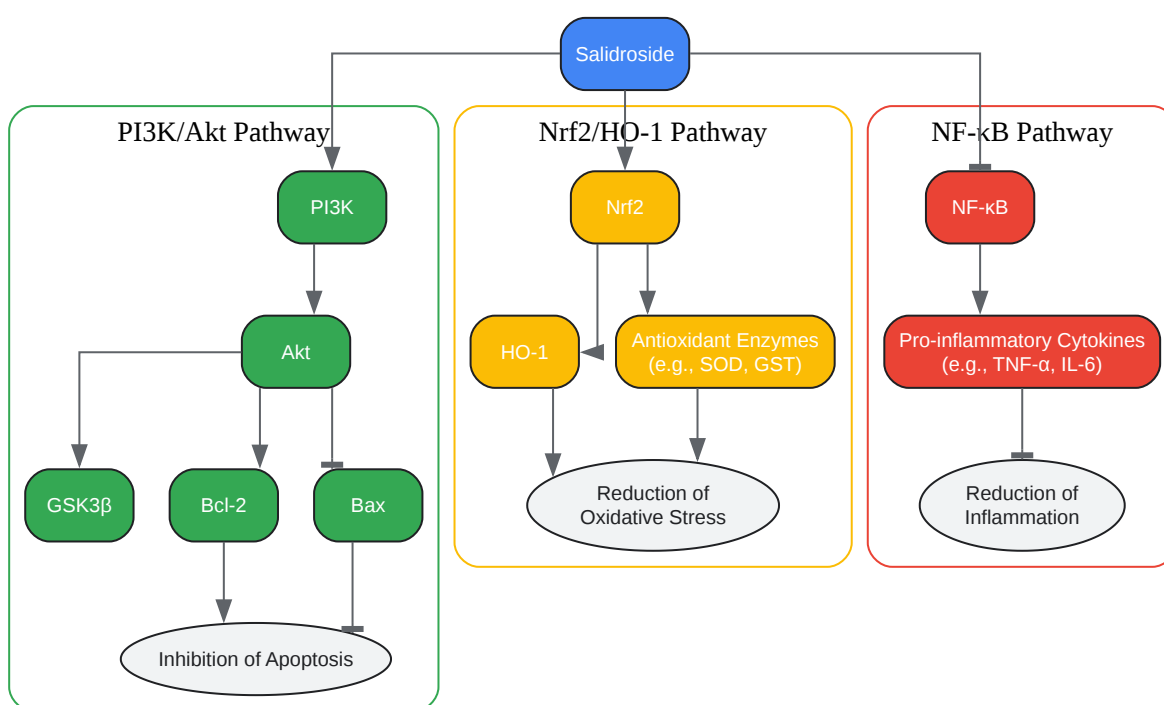 Salidroside
PI3K/Akt Pathway
Nrf2/HO-1 Pathway
NF-κB Pathway
PI3K
Nrf2
NF-κB
Akt
HO-1
Antioxidant Enzymes
(e.g., SOD, GST)
Pro-inflammatory Cytokines
(e.g., TNF-α, IL-6)
GSK3β
Bcl-2
Bax
Reduction of
Oxidative Stress
Reduction of
Inflammation
Inhibition of Apoptosis